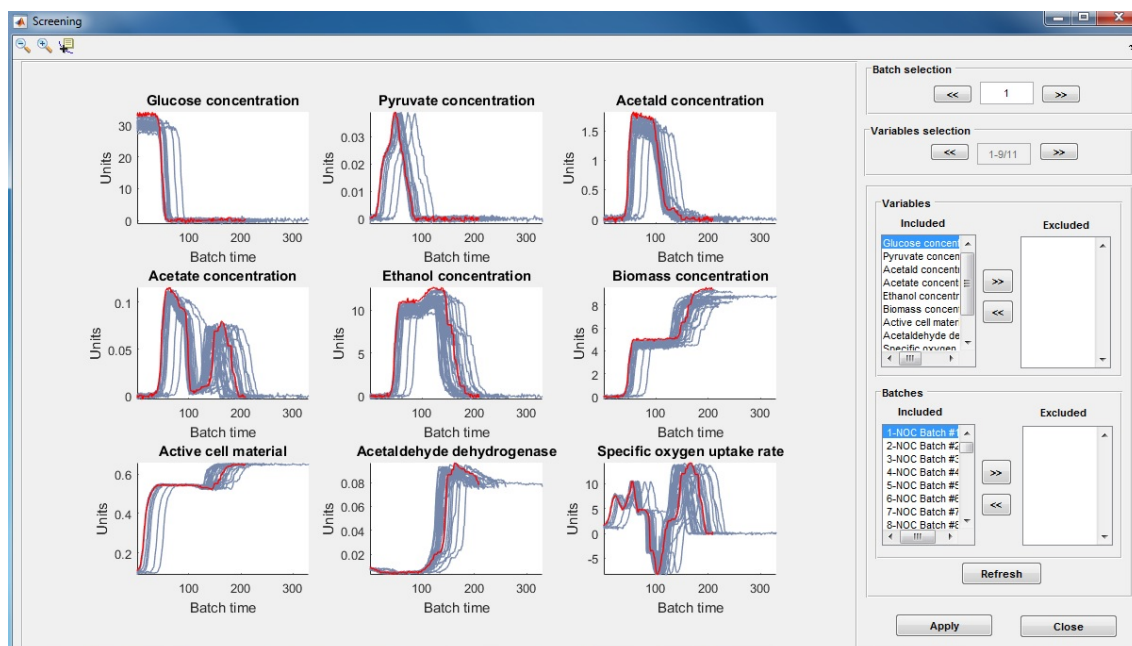 Screening
Glucose concentration
Units
30
20
10
0
100 200 300
Batch time
Pyruvate concentration
Units
0.03
0.02
0.01
0
100 200 300
Batch time
Acetald concentration
Units
1.5
1
0.5
0
100 200 300
Batch time
Acetate concentration
Units
0.1
0.05
0
100 200 300
Batch time
Ethanol concentration
Units
10
5
0
100 200 300
Batch time
Biomass concentration
Units
8
6
4
2
0
100 200 300
Batch time
Active cell material
Units
0.6
0.4
0.2
100 200 300
Batch time
Acetaldehyde dehydrogenase
Units
0.08
0.06
0.04
0.02
100 200 300
Batch time
Specific oxygen uptake rate
Units
10
5
0
-5
100 200 300
Batch time
Batch selection
<< 1 >>
Variables selection
<< 1-9/11 >>
Variables
Included Excluded
Glucose concent
Pyruvate concen
Acetald concent
Acetate concent
Ethanol concentr
Biomass concen
Active cell mater
Acetaldehyde de
Specific oxygen
>>
<<
Batches
Included Excluded
1-NOC Batch #1
2-NOC Batch #2
3-NOC Batch #3
4-NOC Batch #4
5-NOC Batch #5
6-NOC Batch #6
7-NOC Batch #7
8-NOC Batch #8
>>
<<
Refresh
Apply Close